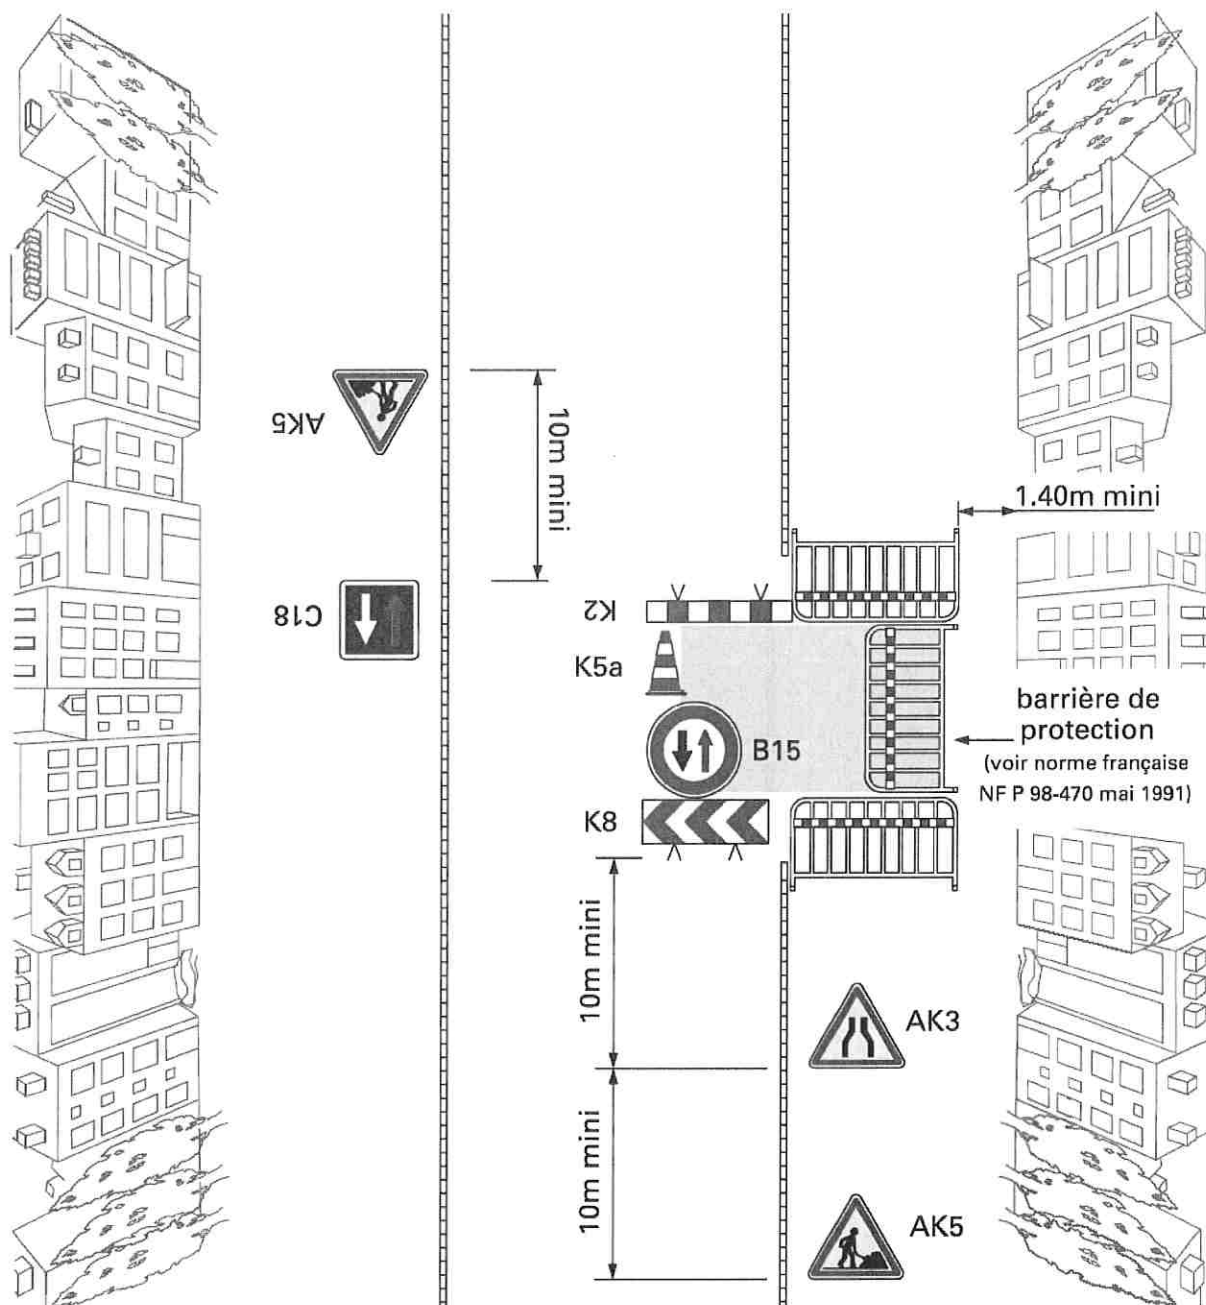 AK5
10m mini
1.40m mini
C18
K2
K5a
B15
barrière de
protection
(voir norme française
NF P 98-470 mai 1991)
K8
10m mini
AK3
10m mini
AK5